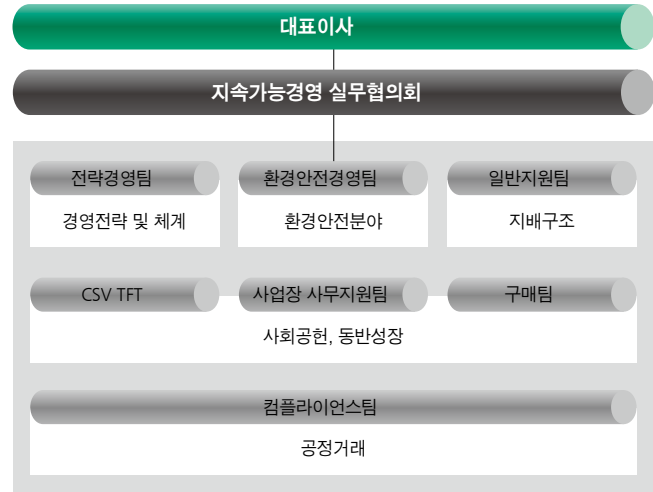 대표이사
지속가능경영 실무협의회
전략경영팀
환경안전경영팀
일반지원팀
경영전략 및 체계
환경안전분야
지배구조
CSV TFT
사업장 사무지원팀
구매팀
사회공헌, 동반성장
컴플라이언스팀
공정거래